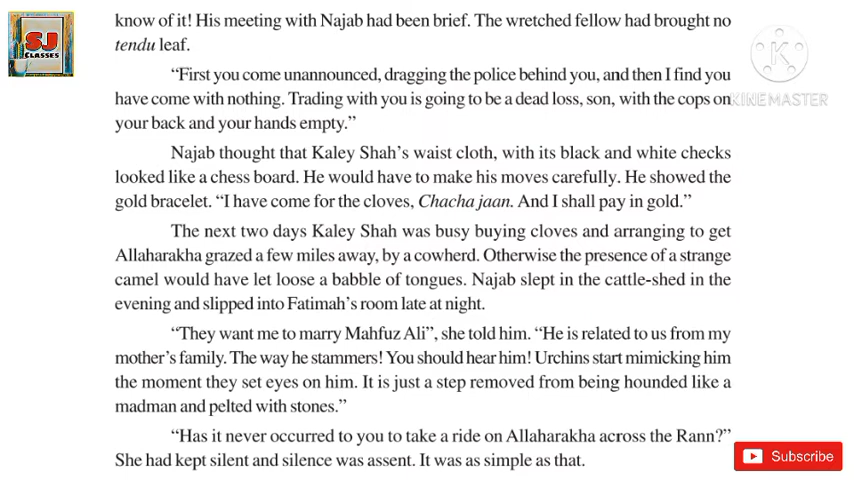 SJ
CLASSES
KINEMASTER
know of it! His meeting with Najab had been brief. The wretched fellow had brought no
tendu leaf.
“First you come unannounced, dragging the police behind you, and then I find you
have come with nothing. Trading with you is going to be a dead loss, son, with the cops on
your back and your hands empty.”
Najab thought that Kaley Shah’s waist cloth, with its black and white checks
looked like a chess board. He would have to make his moves carefully. He showed the
gold bracelet. “I have come for the cloves, Chacha jaan. And I shall pay in gold.”
The next two days Kaley Shah was busy buying cloves and arranging to get
Allaharakha grazed a few miles away, by a cowherd. Otherwise the presence of a strange
camel would have let loose a babble of tongues. Najab slept in the cattle-shed in the
evening and slipped into Fatimah’s room late at night.
“They want me to marry Mahfuz Ali”, she told him. “He is related to us from my
mother’s family. The way he stammers! You should hear him! Urchins start mimicking him
the moment they set eyes on him. It is just a step removed from being hounded like a
madman and pelted with stones.”
“Has it never occurred to you to take a ride on Allaharakha across the Rann?”
She had kept silent and silence was assent. It was as simple as that.
Subscribe